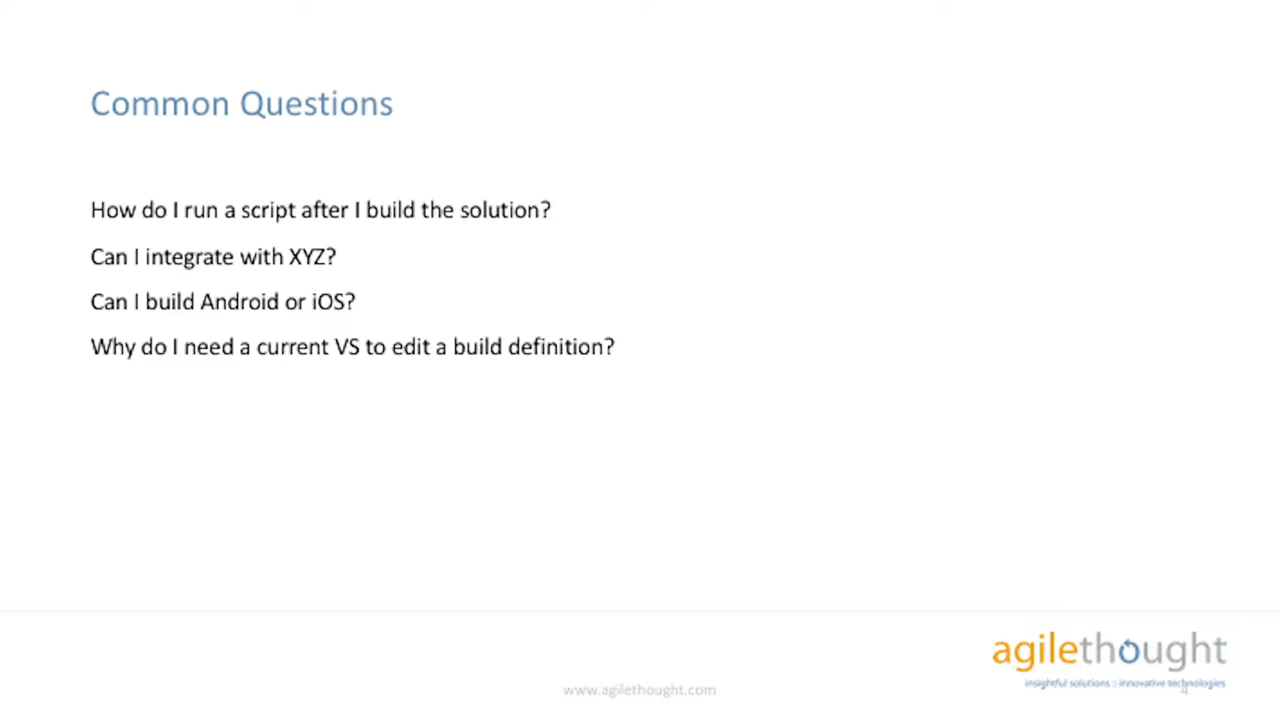 Common Questions
How do I run a script after I build the solution?
Can I integrate with XYZ?
Can I build Android or iOS?
Why do I need a current VS to edit a build definition?
agilethought
insightful solutions :: innovative technologies
www.agilethought.com
4